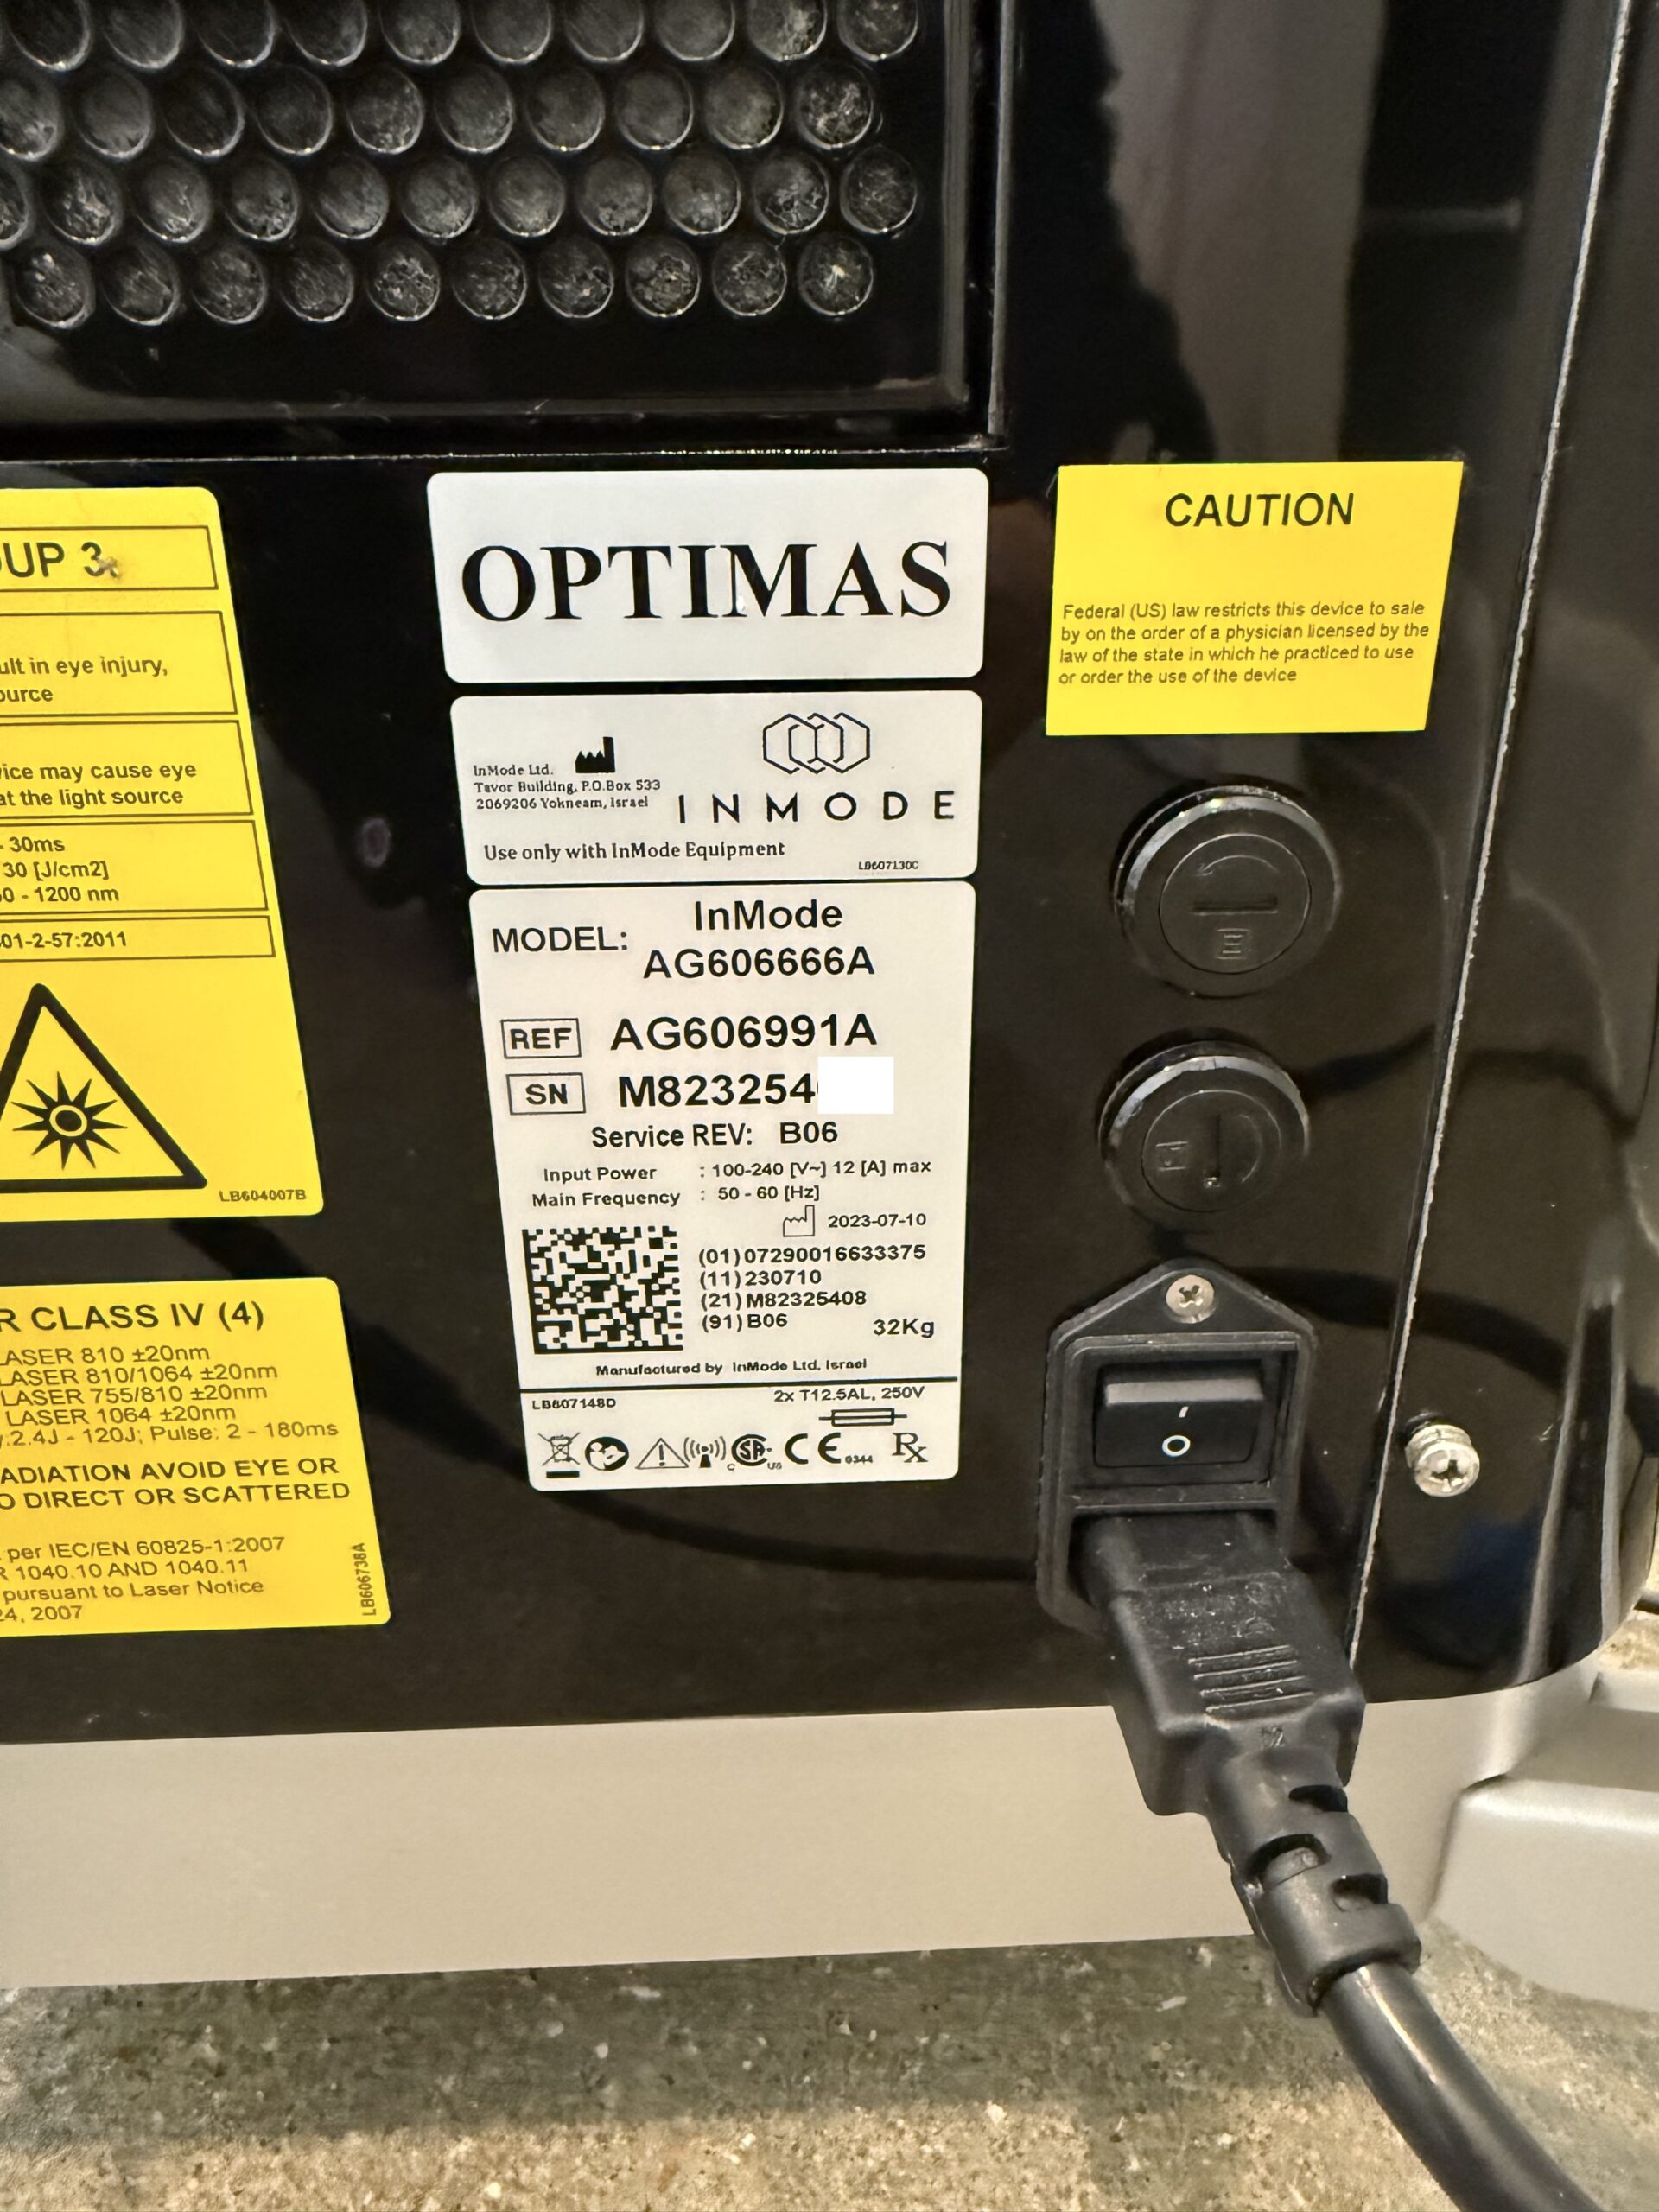 OUP 3
ult in eye injury,
ource
ice may cause eye
at the light source
- 30ms
30 [J/cm2]
0 - 1200 nm
01-2-57:2011
LB604007B
R CLASS IV (4)
LASER 810 ±20nm
LASER 810/1064 ±20nm
LASER 755/810 ±20nm
LASER 1064 ±20nm
2.4J - 120J; Pulse: 2 - 180ms
ADIATION AVOID EYE OR
O DIRECT OR SCATTERED
per IEC/EN 60825-1:2007
R 1040.10 AND 1040.11
pursuant to Laser Notice
24, 2007
LB606738A
OPTIMAS
InMode Ltd.
Tavor Building, P.O.Box 533
2069206 Yokneam, Israel
INMODE
Use only with InMode Equipment
LB607130C
MODEL: InMode
AG606666A
REF AG606991A
SN M823254
Service REV: B06
Input Power : 100-240 [V~] 12 [A] max
Main Frequency : 50 - 60 [Hz]
2023-07-10
(01)07290016633375
(11)230710
(21)M82325408
(91)B06 32Kg
Manufactured by InMode Ltd. Israel
LB607148D 2x T12.5AL, 250V
C SA US CE 0344 Rx
CAUTION
Federal (US) law restricts this device to sale
by on the order of a physician licensed by the
law of the state in which he practiced to use
or order the use of the device